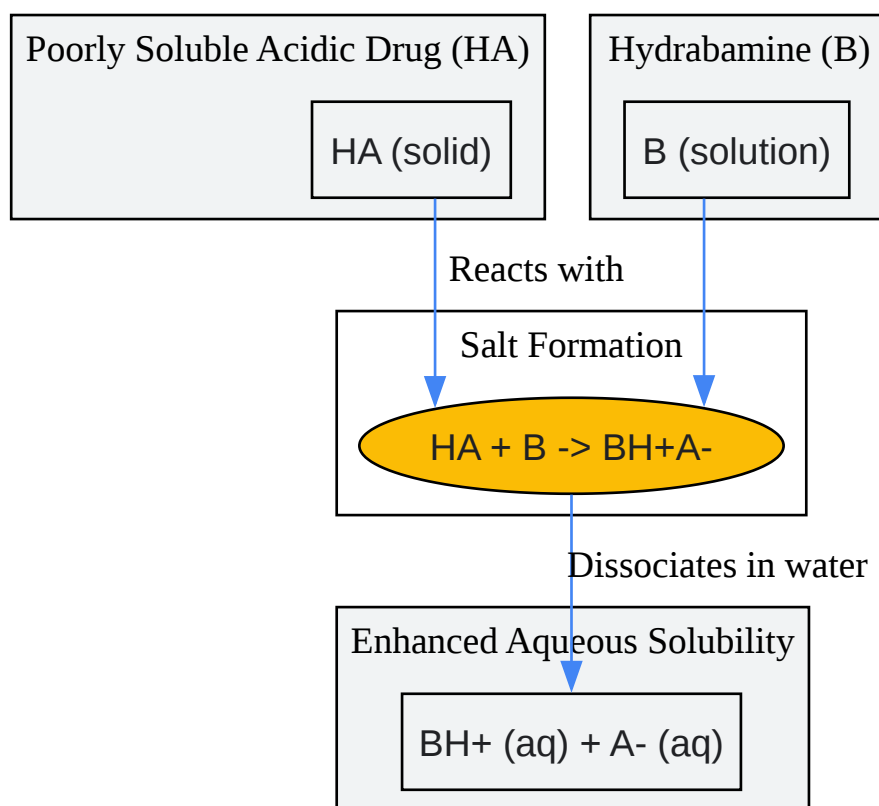 Poorly Soluble Acidic Drug (HA)
Hydrabamine (B)
HA (solid)
B (solution)
Reacts with
Salt Formation
HA + B -> BH+A-
Dissociates in water
Enhanced Aqueous Solubility
BH+ (aq) + A- (aq)